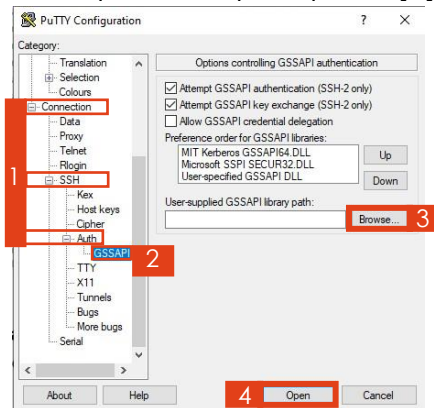 PuTTY Configuration
?
X
Category:
Translation
Selection
Colours
Connection
Data
Proxy
Telnet
Rlogin
SSH
Kex
Host keys
Cipher
Auth
GSSAPI
TTY
X11
Tunnels
Bugs
More bugs
Serial
1
2
Options controlling GSSAPI authentication
Attempt GSSAPI authentication (SSH-2 only)
Attempt GSSAPI key exchange (SSH-2 only)
Allow GSSAPI credential delegation
Preference order for GSSAPI libraries:
MIT Kerberos GSSAPI64.DLL
Microsoft SSPI SECUR32.DLL
User-specified GSSAPI DLL
Up
Down
User-supplied GSSAPI library path:
Browse...
3
About
Help
4
Open
Cancel